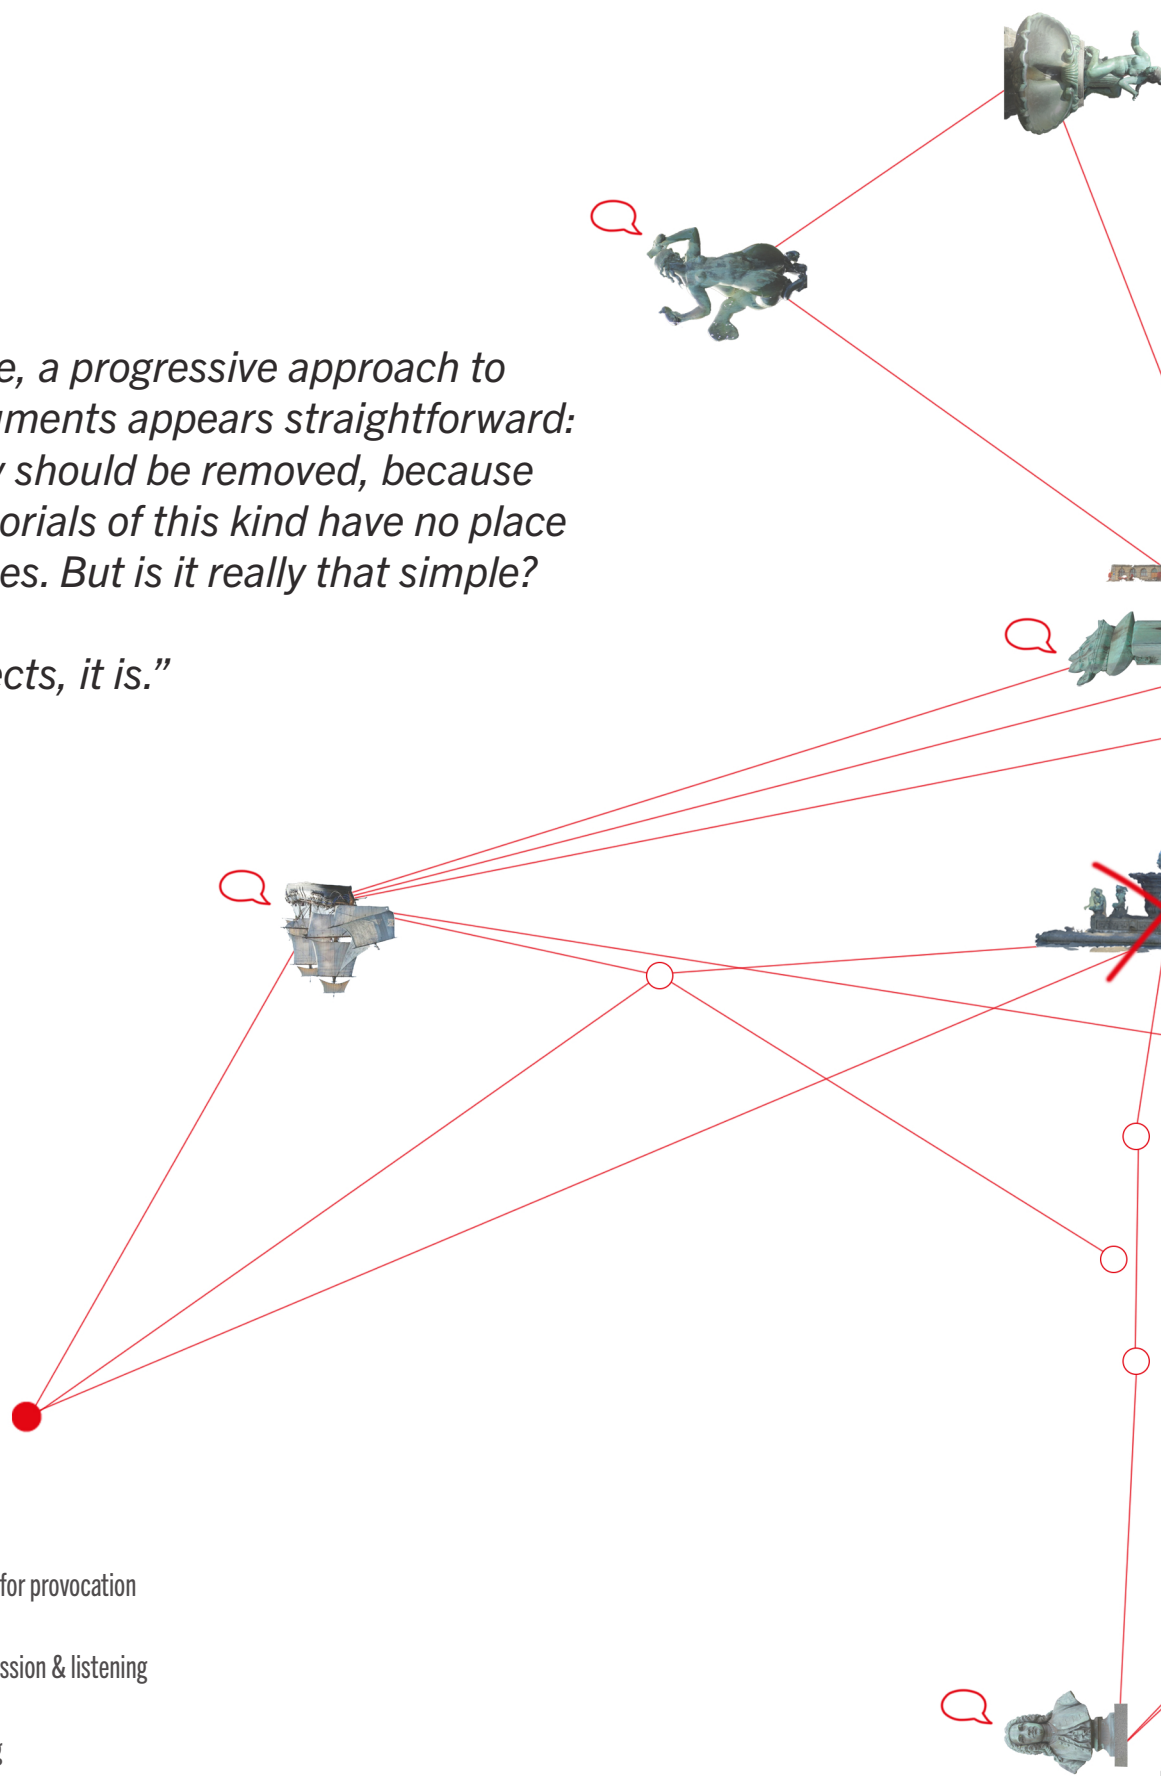 e, a progressive approach to
uments appears straightforward:
y should be removed, because
orials of this kind have no place
es. But is it really that simple?
ects, it is.”
for provocation
ssion & listening
g